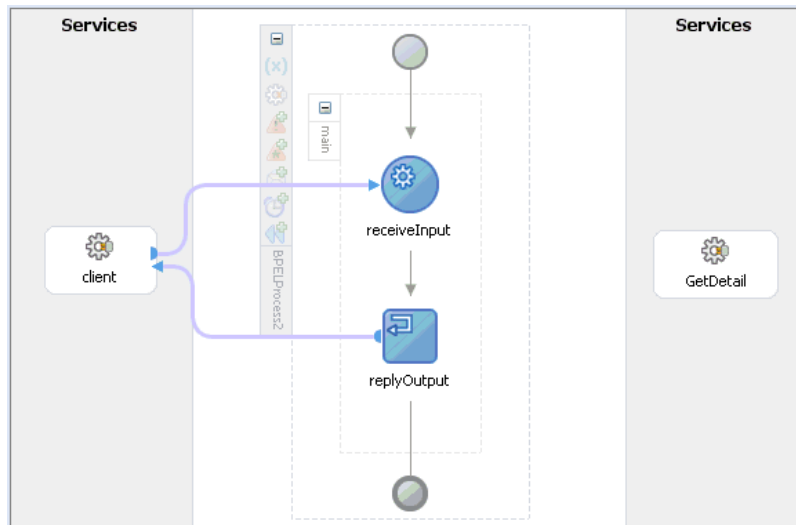 Services
Services
(x)
main
receiveInput
client
BPELProcess2
GetDetail
replyOutput